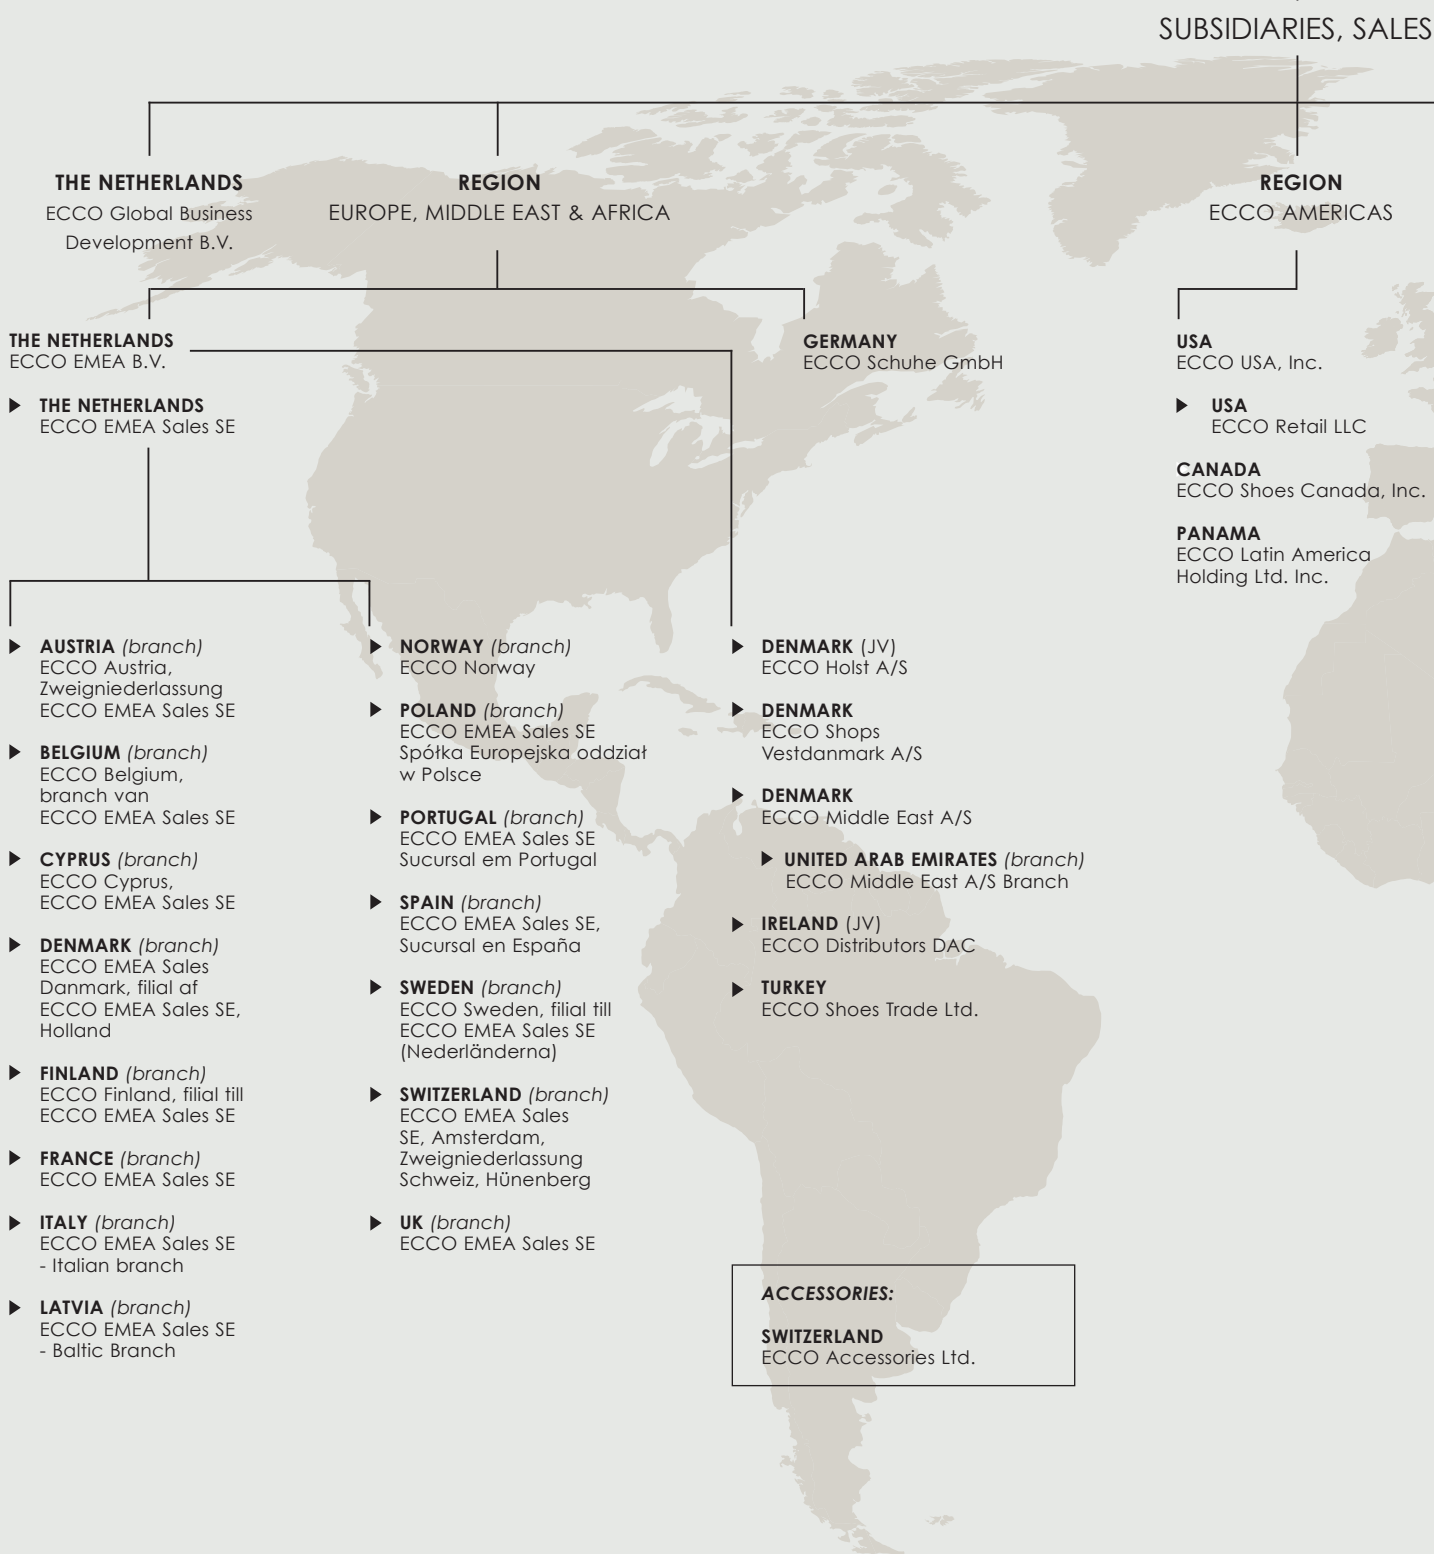 SUBSIDIARIES, SALES
THE NETHERLANDS
ECCO Global Business
Development B.V.
REGION
EUROPE, MIDDLE EAST & AFRICA
REGION
ECCO AMERICAS
THE NETHERLANDS
ECCO EMEA B.V.
THE NETHERLANDS
ECCO EMEA Sales SE
GERMANY
ECCO Schuhe GmbH
USA
ECCO USA, Inc.
USA
ECCO Retail LLC
CANADA
ECCO Shoes Canada, Inc.
PANAMA
ECCO Latin America
Holding Ltd. Inc.
AUSTRIA (branch)
ECCO Austria,
Zweigniederlassung
ECCO EMEA Sales SE
BELGIUM (branch)
ECCO Belgium,
branch van
ECCO EMEA Sales SE
CYPRUS (branch)
ECCO Cyprus,
ECCO EMEA Sales SE
DENMARK (branch)
ECCO EMEA Sales
Danmark, filial af
ECCO EMEA Sales SE,
Holland
FINLAND (branch)
ECCO Finland, filial till
ECCO EMEA Sales SE
FRANCE (branch)
ECCO EMEA Sales SE
ITALY (branch)
ECCO EMEA Sales SE
- Italian branch
LATVIA (branch)
ECCO EMEA Sales SE
- Baltic Branch
NORWAY (branch)
ECCO Norway
POLAND (branch)
ECCO EMEA Sales SE
Spółka Europejska oddział
w Polsce
PORTUGAL (branch)
ECCO EMEA Sales SE
Sucursal em Portugal
SPAIN (branch)
ECCO EMEA Sales SE,
Sucursal en España
SWEDEN (branch)
ECCO Sweden, filial till
ECCO EMEA Sales SE
(Nederländerna)
SWITZERLAND (branch)
ECCO EMEA Sales
SE, Amsterdam,
Zweigniederlassung
Schweiz, Hünenberg
UK (branch)
ECCO EMEA Sales SE
DENMARK (JV)
ECCO Holst A/S
DENMARK
ECCO Shops
Vestdanmark A/S
DENMARK
ECCO Middle East A/S
UNITED ARAB EMIRATES (branch)
ECCO Middle East A/S Branch
IRELAND (JV)
ECCO Distributors DAC
TURKEY
ECCO Shoes Trade Ltd.
ACCESSORIES:
SWITZERLAND
ECCO Accessories Ltd.